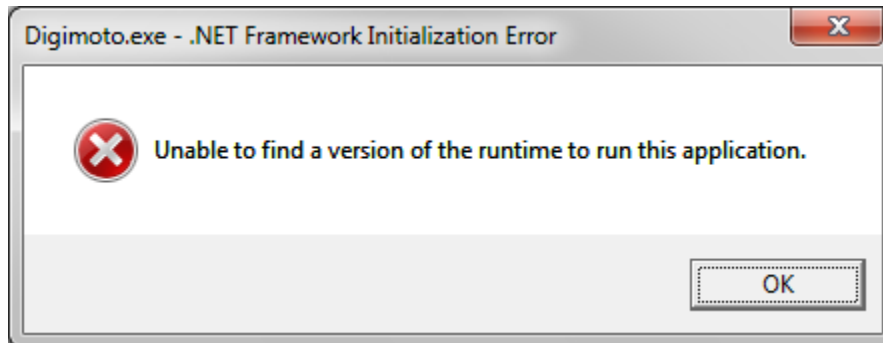 Digimoto.exe - .NET Framework Initialization Error
Unable to find a version of the runtime to run this application.
OK